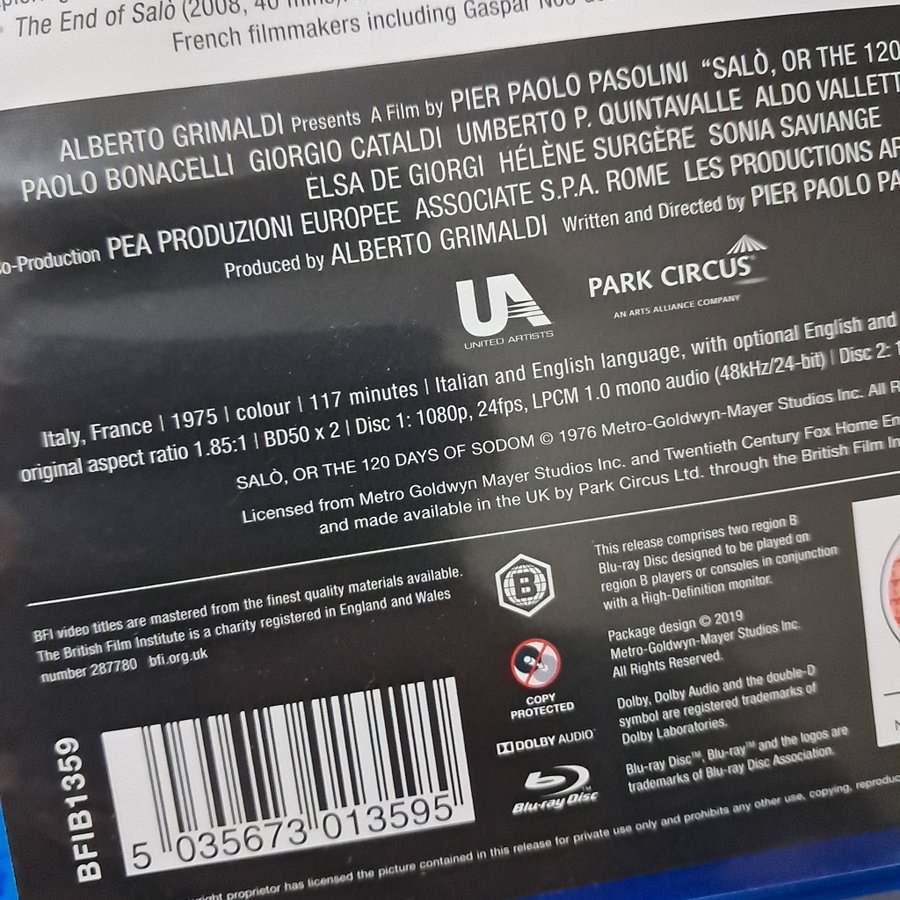 The End of Salò (2008, 40 mins).
French filmmakers including Gaspar Noé
ALBERTO GRIMALDI Presents A Film by PIER PAOLO PASOLINI “SALÒ, OR THE 120
PAOLO BONACELLI GIORGIO CATALDI UMBERTO P. QUINTAVALLE ALDO VALLETT
ELSA DE GIORGI HÉLÈNE SURGÈRE SONIA SAVIANGE
o-Production PEA PRODUZIONI EUROPEE ASSOCIATE S.P.A. ROME LES PRODUCTIONS AR
Produced by ALBERTO GRIMALDI Written and Directed by PIER PAOLO PA
UA
UNITED ARTISTS
PARK CIRCUS
AN ARTS ALLIANCE COMPANY
Italy, France | 1975 | colour | 117 minutes | Italian and English language, with optional English and
original aspect ratio 1.85:1 | BD50 x 2 | Disc 1: 1080p, 24fps, LPCM 1.0 mono audio (48kHz/24-bit) | Disc 2: 1
SALÒ, OR THE 120 DAYS OF SODOM © 1976 Metro-Goldwyn-Mayer Studios Inc. All R
Licensed from Metro Goldwyn Mayer Studios Inc. and Twentieth Century Fox Home En
and made available in the UK by Park Circus Ltd. through the British Film In
BFI video titles are mastered from the finest quality materials available.
The British Film Institute is a charity registered in England and Wales
number 287780 bfi.org.uk
B
This release comprises two region B
Blu-ray Disc designed to be played on
region B players or consoles in conjunction
with a High-Definition monitor.
COPY
PROTECTED
Package design © 2019
Metro-Goldwyn-Mayer Studios Inc.
All Rights Reserved.
DOLBY AUDIO™
Dolby, Dolby Audio and the double-D
symbol are registered trademarks of
Dolby Laboratories.
Blu-ray Disc™
Blu-ray Disc™, Blu-ray™ and the logos are
trademarks of Blu-ray Disc Association.
BFIB1359
5 035673 013595
right proprietor has licensed the picture contained in this release for private use only and prohibits any other use, copying, reproduc